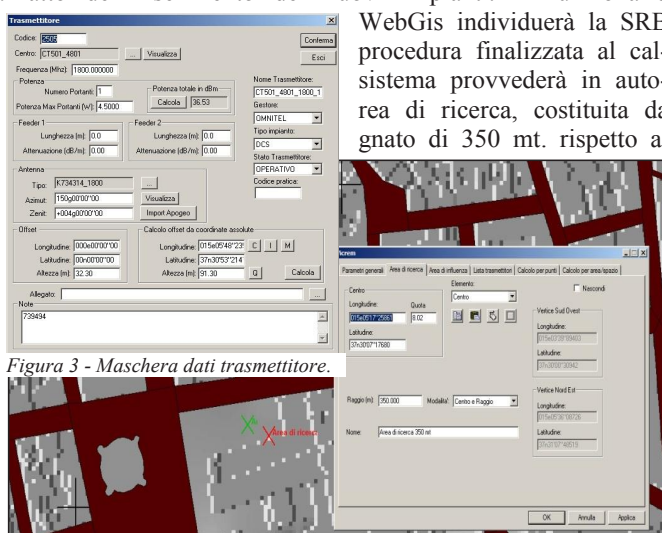 WebGis individuerà la SRB
procedura finalizzata al cal-
sistema provvederà in auto-
rea di ricerca, costituita da
gnato di 350 mt. rispetto a
Trasmettitore
Codice: 2505
Conferma
Centro: CT501_4801 ... Visualizza
Esci
Frequenza (Mhz): 1800.000000
Potenza
Numero Portanti: 1
Potenza Max Portanti (W): 4.5000
Potenza totale in dBm
Calcola 36.53
Nome Trasmettitore:
CT501_4801_1800_1
Gestore:
OMNITEL
Tipo impianto:
DCS
Stato Trasmettitore:
OPERATIVO
Codice pratica:
Feeder 1
Lunghezza (m): 0.0
Attenuazione (dB/m): 0.00
Feeder 2
Lunghezza (m): 0.0
Attenuazione (dB/m): 0.00
Antenna
Tipo: K734314_1800 ...
Azimut: 150g00'00"00 Visualizza
Zenit: +004g00'00"00 Import Apogeo
Offset
Longitudine: 000e00'00"00
Latitudine: 00n00'00"00
Altezza (m): 32.30
Calcolo offset da coordinate assolute
Longitudine: 015e05'48"23 C I M
Latitudine: 37n30'53"214
Altezza (m): 91.30 Q Calcola
Allegato: ...
Note
739494
Figura 3 - Maschera dati trasmettitore.
Parametri generali Area di ricerca Area di influenza Lista trasmettitori Calcolo per punti Calcolo per area/spazio
Centro
Longitudine: Quota
8.02
Latitudine:
37n30'07"17680
Elemento:
Centro
Nascondi
Vertice Sud Ovest
Longitudine:
Latitudine:
Vertice Nord Est
Longitudine:
Latitudine:
Raggio (m): 350.000 Modalita': Centro e Raggio
Nome: Area di ricerca 350 mt
OK Annulla Applica
Area di ricerca